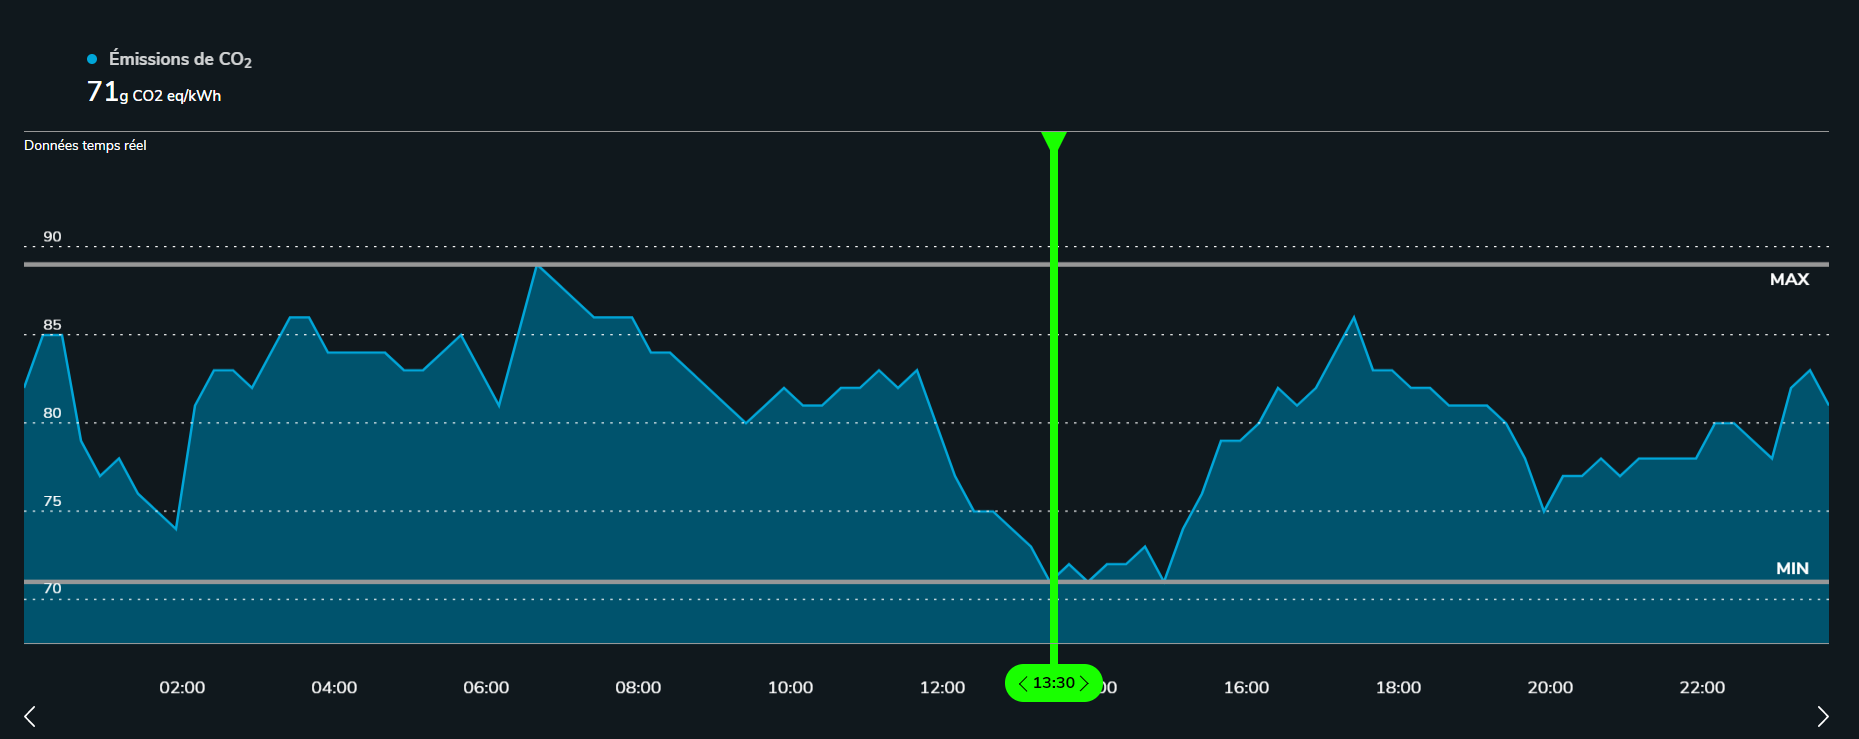 Émissions de CO₂
71g CO2 eq/kWh
Données temps réel
90
MAX
85
80
75
MIN
70
02:00 04:00 06:00 08:00 10:00 12:00 13:30 00 16:00 18:00 20:00 22:00